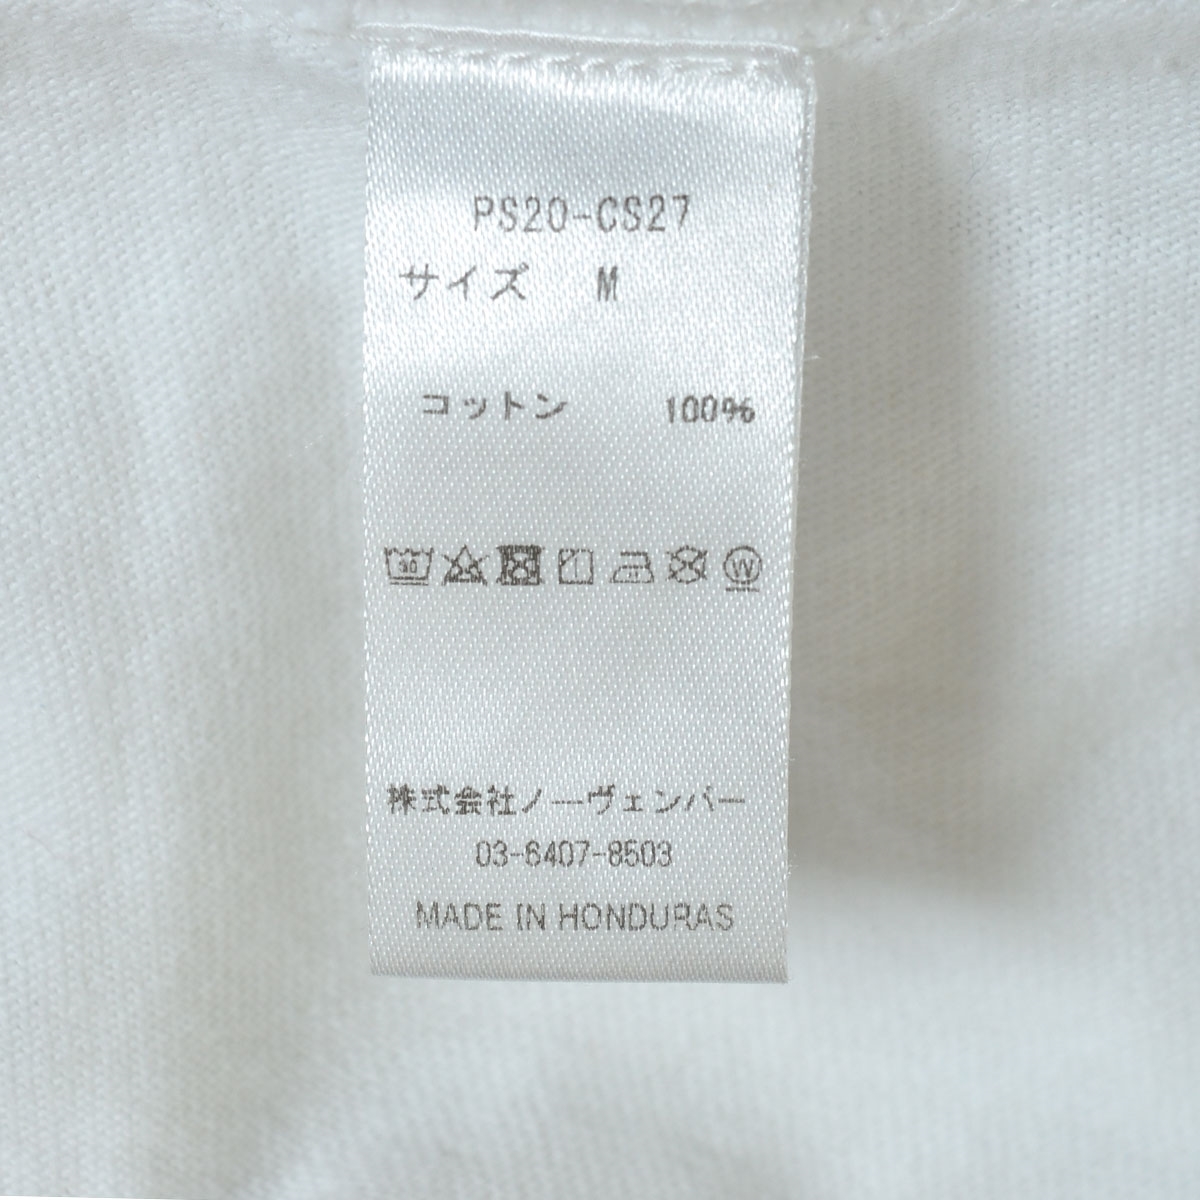 PS20-CS27
サイズ M
コットン 100%
30 W
株式会社ノーヴェンバー
03-6407-8503
MADE IN HONDURAS